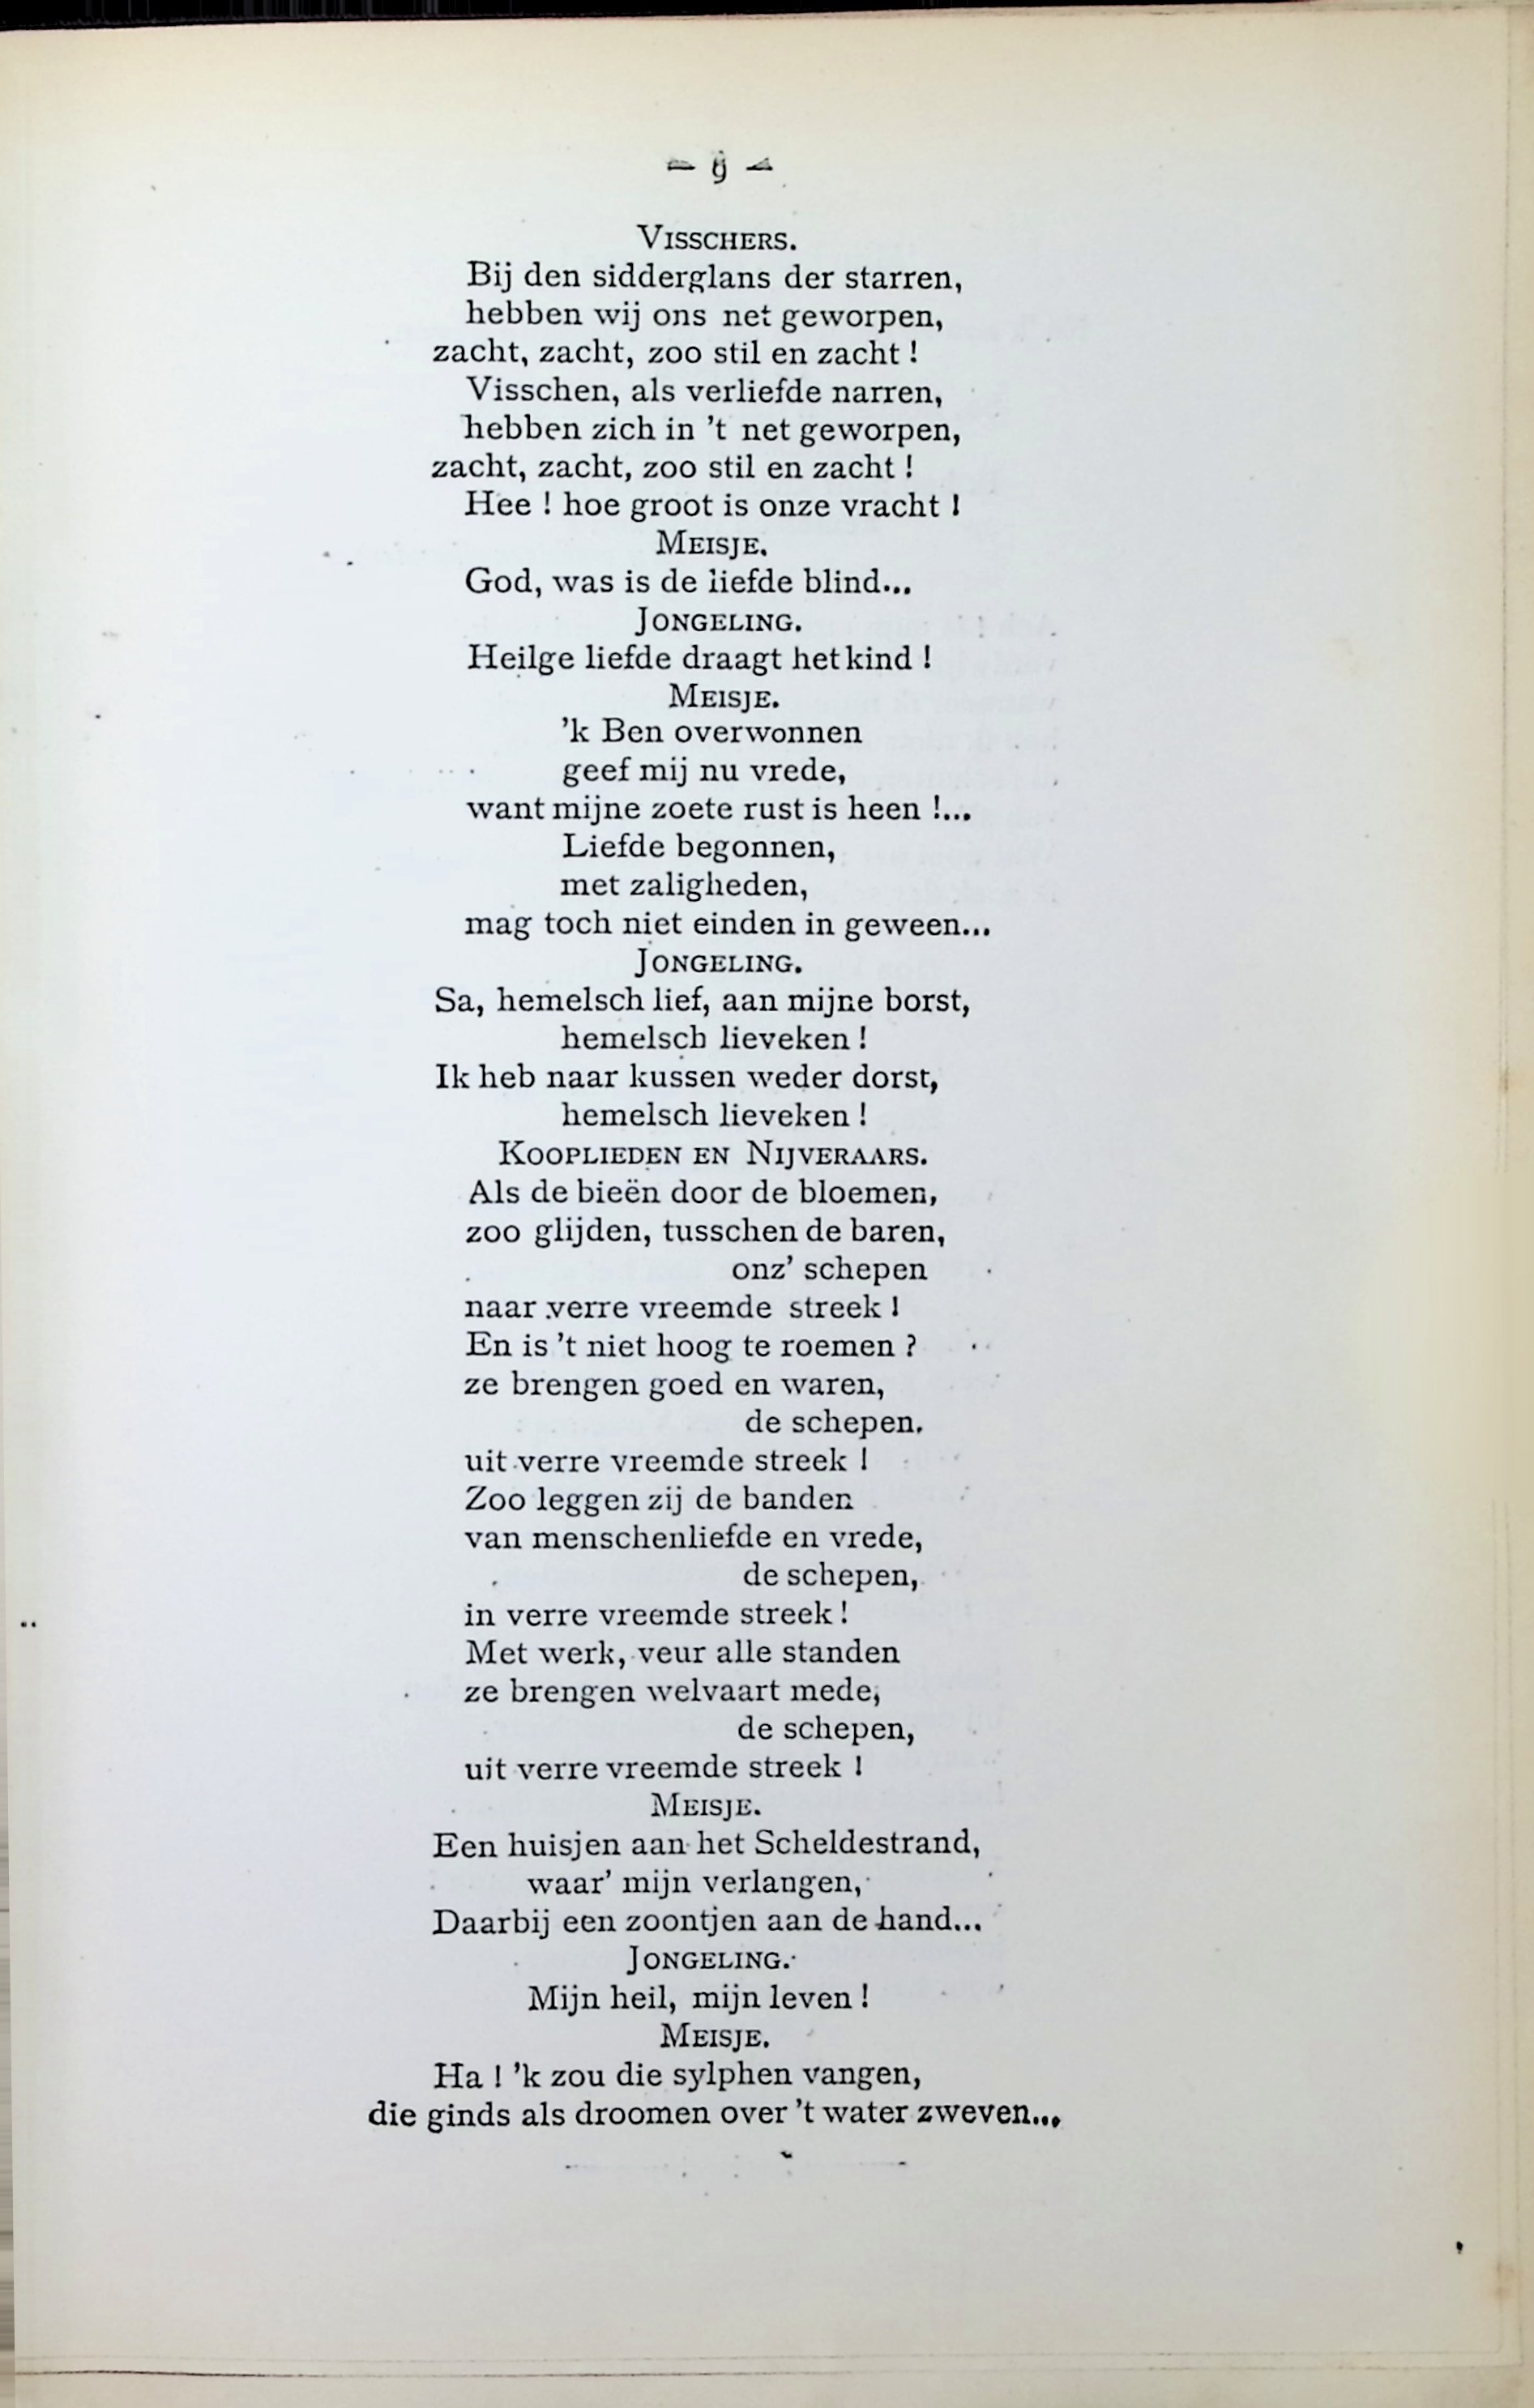 — 9 —
VISSCHERS.
Bij den sidderglans der starren,
hebben wij ons net geworpen,
zacht, zacht, zoo stil en zacht !
Visschen, als verliefde narren,
hebben zich in 't net geworpen,
zacht, zacht, zoo stil en zacht !
Hee ! hoe groot is onze vracht !
MEISJE.
God, was is de liefde blind...
JONGELING.
Heilge liefde draagt het kind !
MEISJE.
'k Ben overwonnen
geef mij nu vrede,
want mijne zoete rust is heen !...
Liefde begonnen,
met zaligheden,
mag toch niet einden in geween...
JONGELING.
Sa, hemelsch lief, aan mijne borst,
hemelsch lieveken !
Ik heb naar kussen weder dorst,
hemelsch lieveken !
KOOPLIEDEN EN NIJVERAARS.
Als de bieën door de bloemen,
zoo glijden, tusschen de baren,
onz' schepen
naar verre vreemde streek !
En is 't niet hoog te roemen ?
ze brengen goed en waren,
de schepen.
uit verre vreemde streek !
Zoo leggen zij de banden
van menschenliefde en vrede,
de schepen,
in verre vreemde streek !
Met werk, veur alle standen
ze brengen welvaart mede,
de schepen,
uit verre vreemde streek !
MEISJE.
Een huisjen aan het Scheldestrand,
waar' mijn verlangen,
Daarbij een zoontjen aan de hand...
JONGELING.
Mijn heil, mijn leven !
MEISJE.
Ha ! 'k zou die sylphen vangen,
die ginds als droomen over 't water zweven...